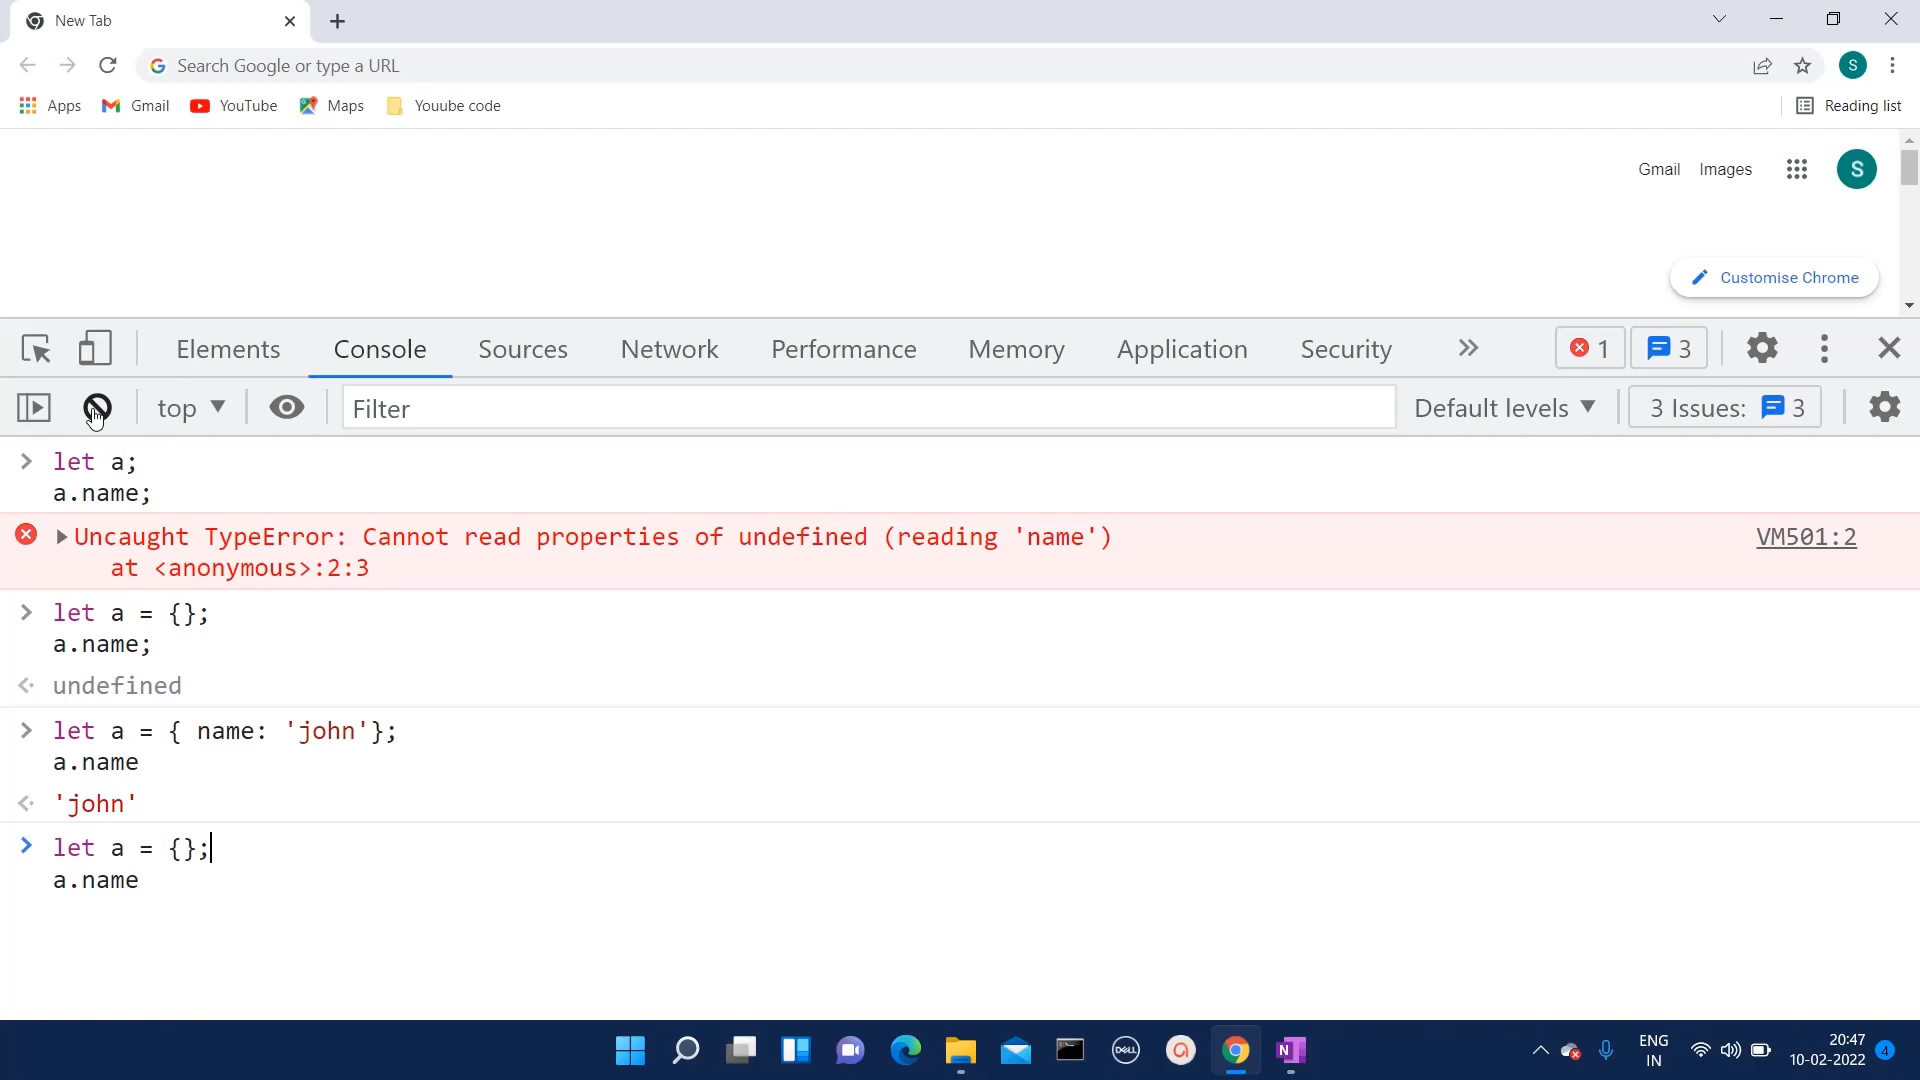 New Tab
Search Google or type a URL
S
Apps Gmail YouTube Maps Youube code Reading list
Gmail Images S
Customise Chrome
Elements Console Sources Network Performance Memory Application Security 1 3
top Filter Default levels 3 Issues: 3
let a;
a.name;
Uncaught TypeError: Cannot read properties of undefined (reading 'name') VM501:2
at <anonymous>:2:3
let a = {};
a.name;
undefined
let a = { name: 'john'};
a.name
'john'
let a = {};
a.name
DELL N ENG 20:47
IN 10-02-2022 4